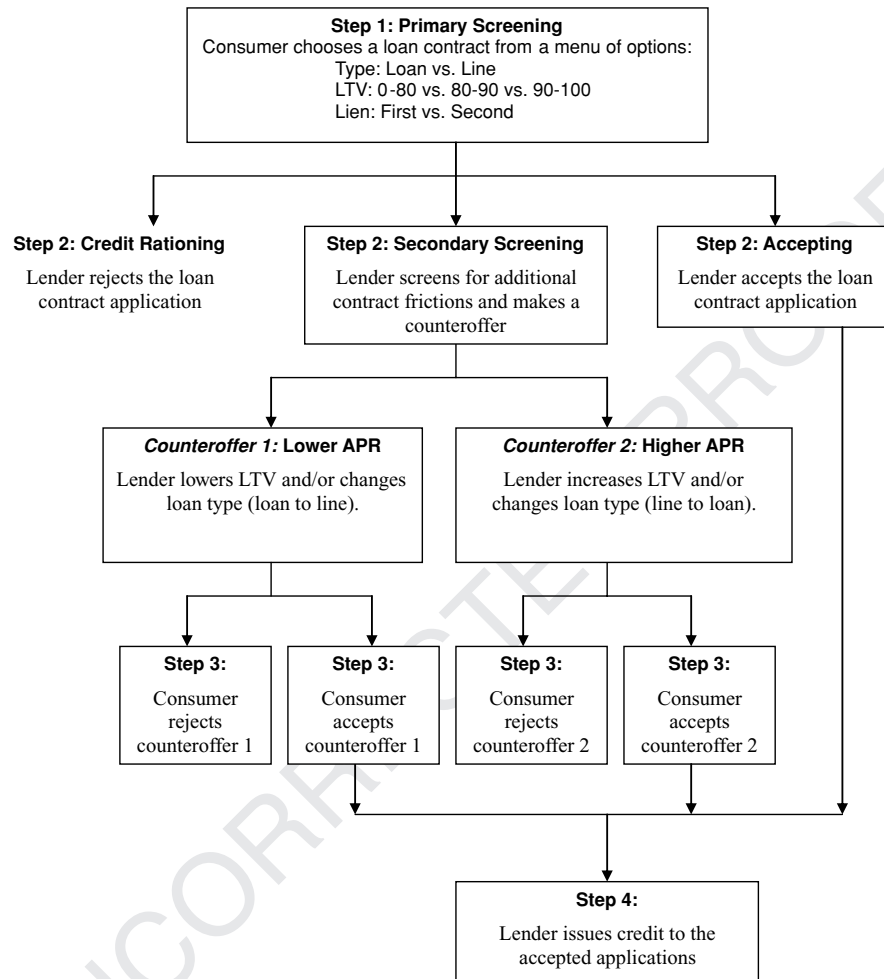 Step 1: Primary Screening
Consumer chooses a loan contract from a menu of options:
Type: Loan vs. Line
LTV: 0-80 vs. 80-90 vs. 90-100
Lien: First vs. Second
Step 2: Credit Rationing
Lender rejects the loan
contract application
Step 2: Secondary Screening
Lender screens for additional
contract frictions and makes a
counteroffer
Step 2: Accepting
Lender accepts the loan
contract application
Counteroffer 1: Lower APR
Lender lowers LTV and/or changes
loan type (loan to line).
Counteroffer 2: Higher APR
Lender increases LTV and/or
changes loan type (line to loan).
Step 3:
Consumer
rejects
counteroffer 1
Step 3:
Consumer
accepts
counteroffer 1
Step 3:
Consumer
rejects
counteroffer 2
Step 3:
Consumer
accepts
counteroffer 2
Step 4:
Lender issues credit to the
accepted applications